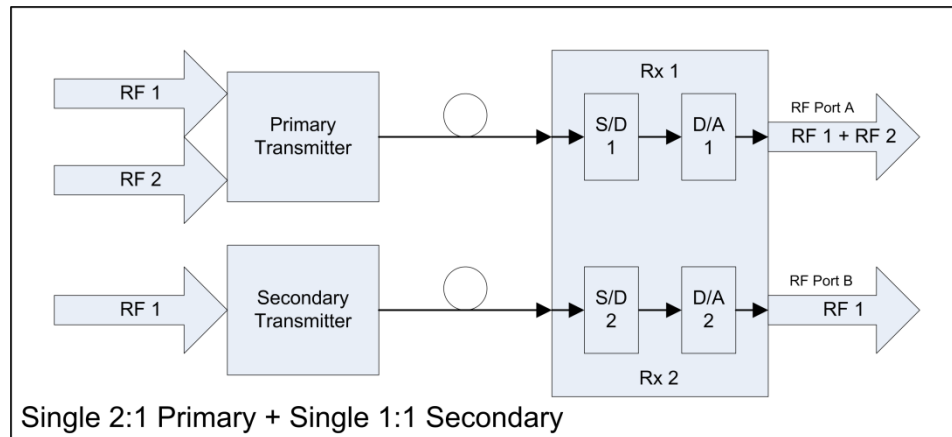 RF 1
RF 2
Primary
Transmitter
Rx 1
S/D
1
D/A
1
RF Port A
RF 1 + RF 2
RF 1
Secondary
Transmitter
S/D
2
D/A
2
Rx 2
RF Port B
RF 1
Single 2:1 Primary + Single 1:1 Secondary